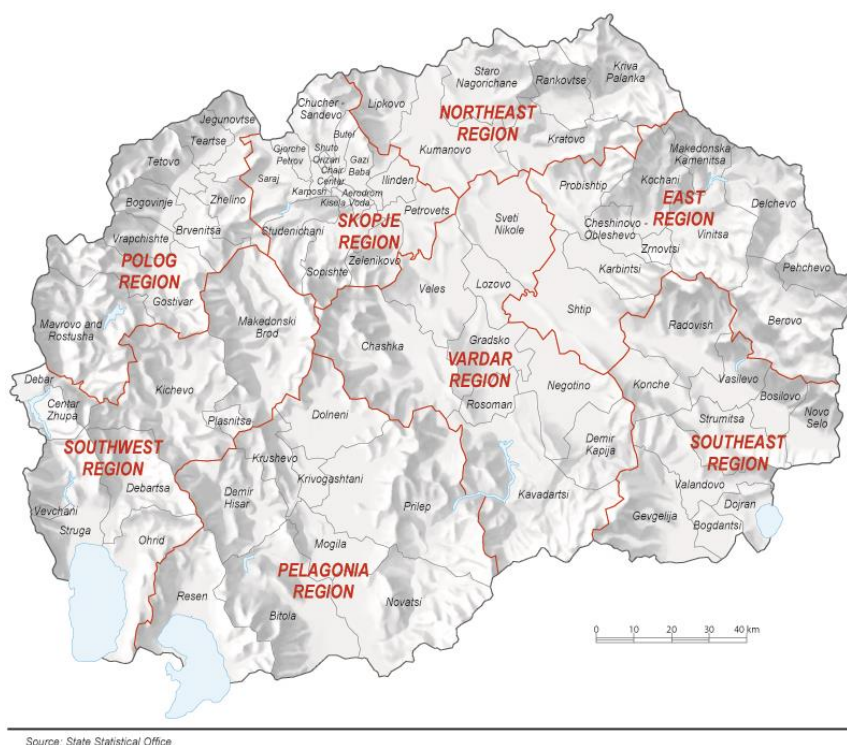 Kriva
Palanka
Staro
Nagorichane
Rankovtse
Chucher -
Sandevo
Lipkovo
NORTHEAST
REGION
Jegunovtse
Teartse
Butel
Kratovo
Kumanovo
Gjorche
Petrov
Shuto
Orizari
Chair
Center
Gazi
Baba
Makedonska
Kamenitsa
Tetovo
Saraj
Ilinden
Probishtip
Kochani
Karposh
Aerodrom
Kisela
Voda
Zhelino
Bogovinje
EAST
REGION
Delchevo
Petrovets
Sveti
Nikole
SKOPJE
REGION
Studenichani
Cheshinovo -
Obleshevo
Vinitsa
Zrnovtsi
Brvenitsa
Vrapchishte
POLOG
REGION
Zelenikovo
Sopishte
Karbintsi
Pehchevo
Veles
Lozovo
Gostivar
Shtip
Berovo
Makedonski
Brod
Mavrovo and
Rostusha
Radovish
Gradsko
Chashka
VARDAR
REGION
Vasilevo
Debar
Kichevo
Negotino
Konche
Bosilovo
Centar
Zhupa
Rosoman
Dolneni
Plasnitsa
Strumitsa
Novo
Selo
SOUTHWEST
REGION
SOUTHEAST
REGION
Demir
Kapija
Krushevo
Krivogashtani
Debartsa
Demir
Hisar
Valandovo
Kavadartsi
Prilep
Dojran
Vevchani
Struga
Gevgelija
Bogdantsi
Ohrid
Mogila
PELAGONIA
REGION
Resen
Novatsi
Bitola
0 10 20 30 40 km
Source: State Statistical Office